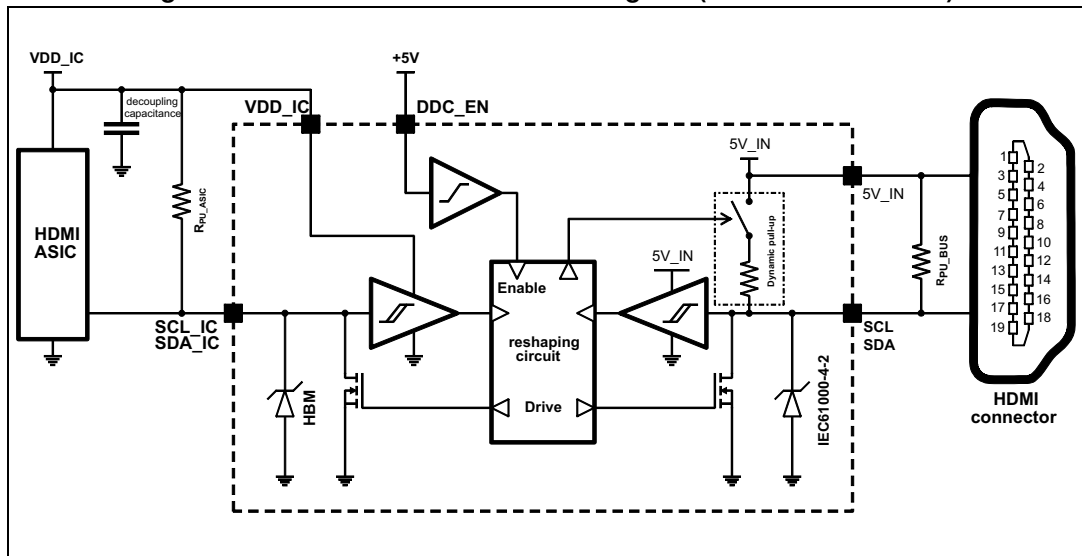 VDD_IC
+5V
decoupling
capacitance
VDD_IC
DDC_EN
RPU_ASIC
HDMI
ASIC
5V_IN
5V_IN
Dynamic pull-up
5V_IN
RPU_BUS
Enable
reshaping
circuit
Drive
SCL_IC
SDA_IC
SCL
SDA
HBM
IEC61000-4-2
1
2
3
4
5
6
7
8
9
10
11
12
13
14
15
16
17
18
19
HDMI
connector